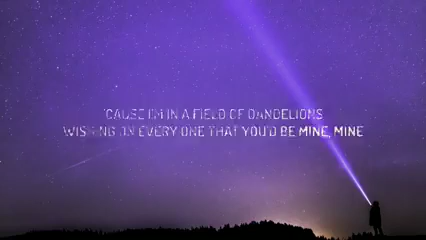 'CAUSE I'M IN A FIELD OF DANDELIONS
WISHING ON EVERY ONE THAT YOU'D BE MINE, MINE